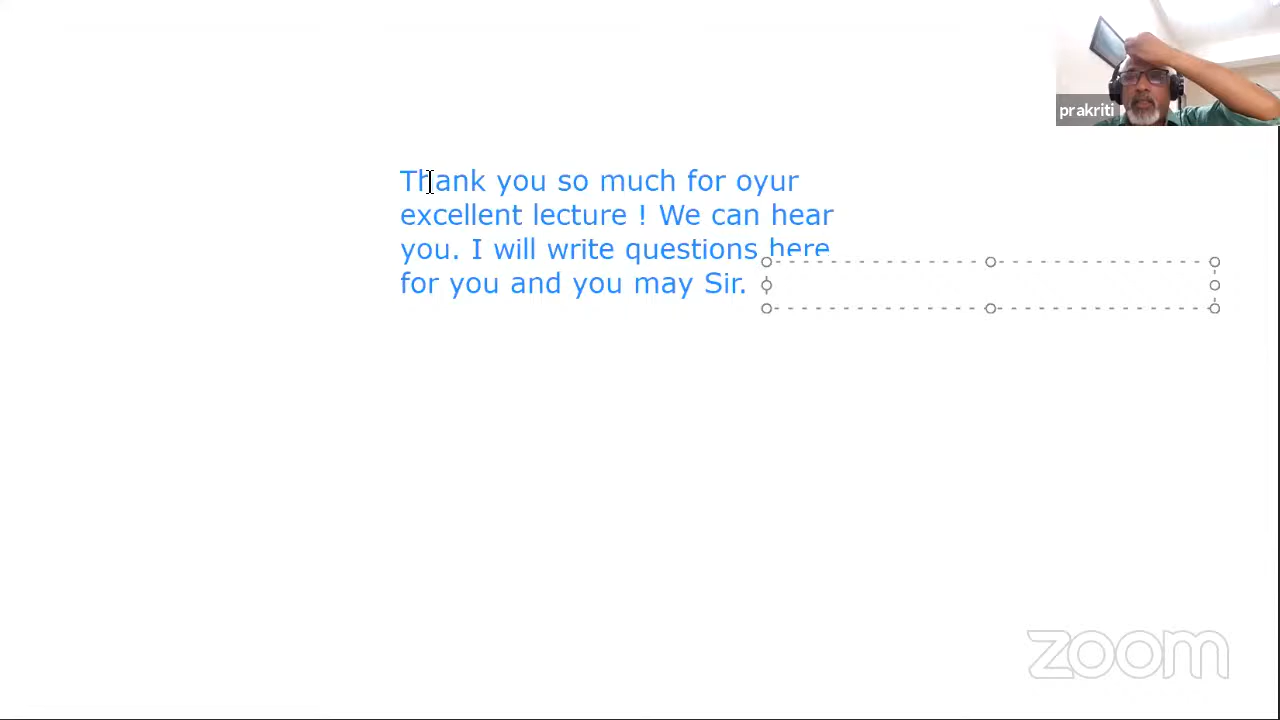 prakriti
Thank you so much for oyur
excellent lecture ! We can hear
you. I will write questions here
for you and you may Sir.
zoom